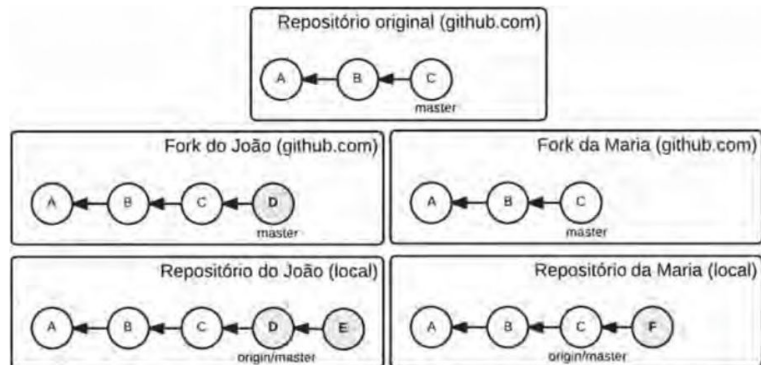 Repositório original (github.com)
A B C
master
Fork do João (github.com)
A B C D
master
Fork da Maria (github.com)
A B C
master
Repositório do João (local)
A B C D E
origin/master
Repositório da Maria (local)
A B C F
origin/master